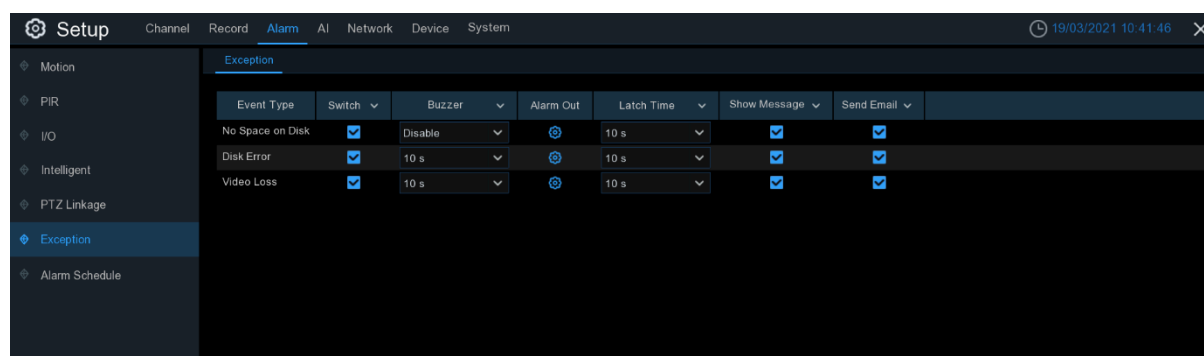 Setup Channel Record Alarm AI Network Device System 19/03/2021 10:41:46
Motion
PIR
I/O
Intelligent
PTZ Linkage
Exception
Alarm Schedule
Exception
Event Type Switch Buzzer Alarm Out Latch Time Show Message Send Email
No Space on Disk Disable 10 s
Disk Error 10 s 10 s
Video Loss 10 s 10 s